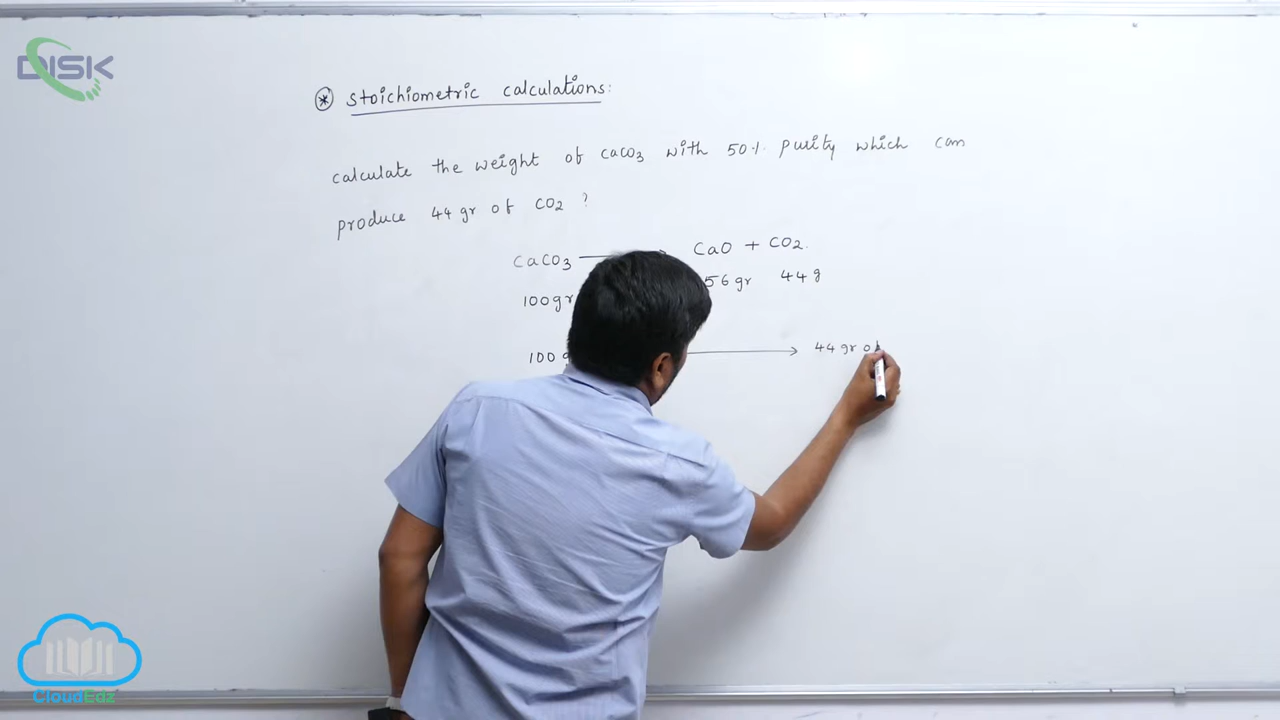 DISK
* Stoichiometric calculations:
calculate the weight of caco3 with 50% purity which can
produce 44 gr of CO2 ?
CaCO3 → CaO + CO2.
100gr 56 gr 44 g
100 → 44 gr of
CloudEdz